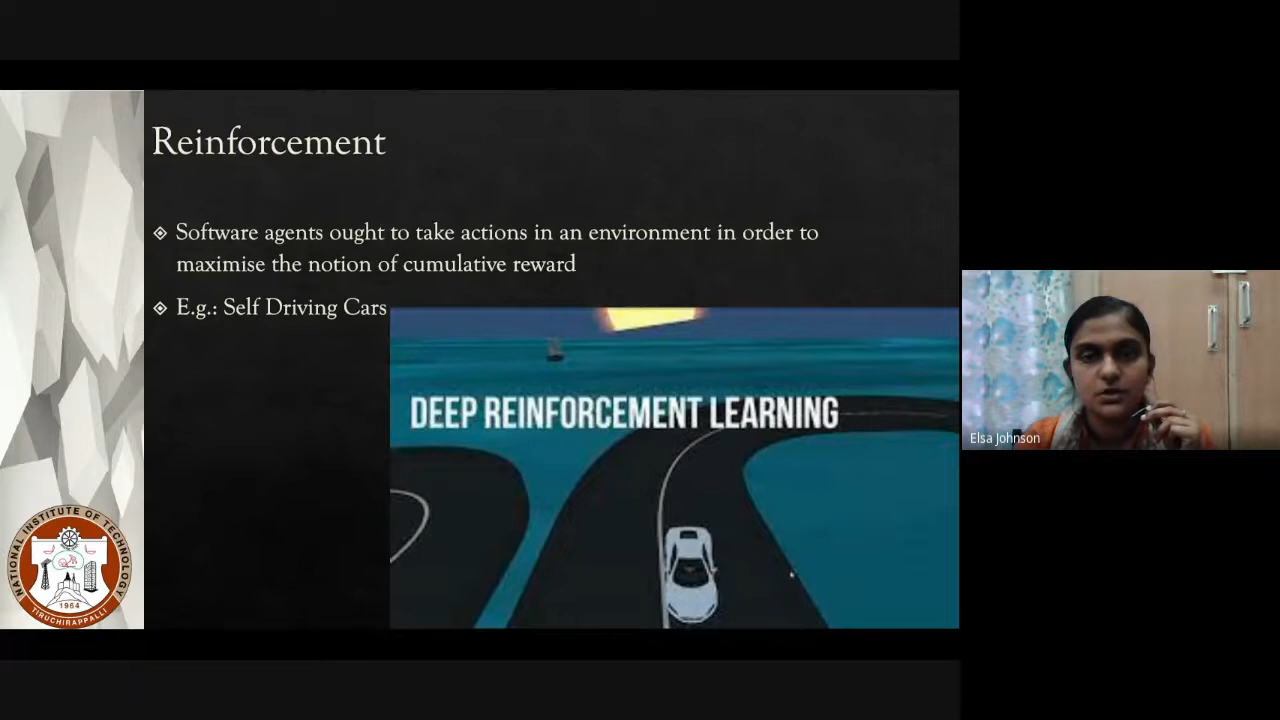 Reinforcement
Software agents ought to take actions in an environment in order to
maximise the notion of cumulative reward
E.g.: Self Driving Cars
DEEP REINFORCEMENT LEARNING
Elsa Johnson
NATIONAL INSTITUTE OF TECHNOLOGY
1964
TIRUCHIRAPPALLI